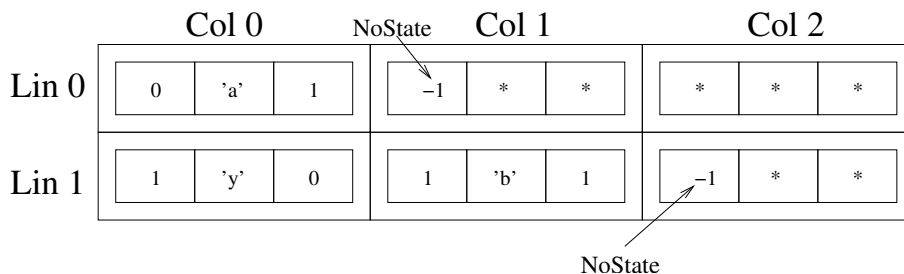 Col 0 Col 1 Col 2
NoState
Lin 0 0 'a' 1 −1 * * * * *
Lin 1 1 'y' 0 1 'b' 1 −1 * *
NoState